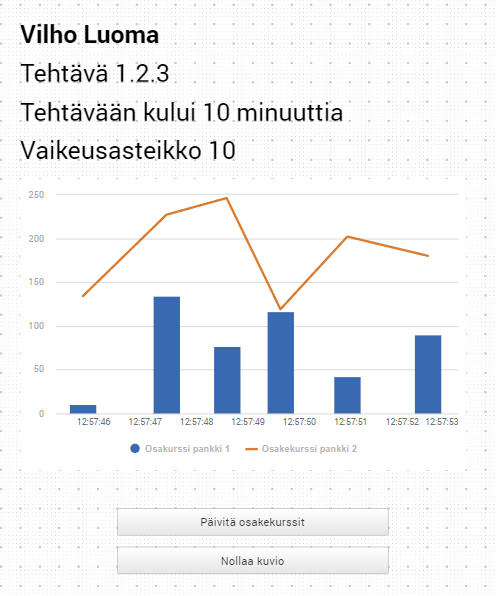 Vilho Luoma
Tehtävä 1.2.3
Tehtävään kului 10 minuuttia
Vaikeusasteikko 10
250
200
150
100
50
0
12:57:46 12:57:47 12:57:48 12:57:49 12:57:50 12:57:51 12:57:52 12:57:53
Osakurssi pankki 1 Osakekurssi pankki 2
Päivitä osakekurssit
Nollaa kuvio